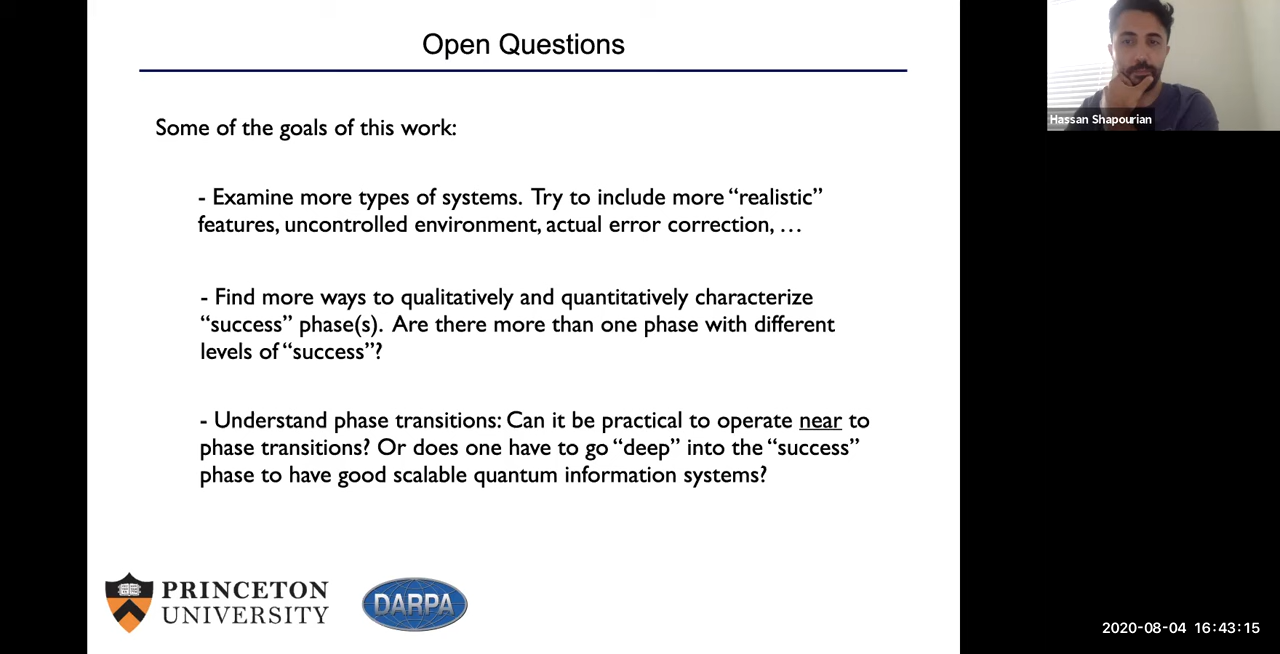 Open Questions
Some of the goals of this work:
- Examine more types of systems. Try to include more “realistic”
features, uncontrolled environment, actual error correction, …
- Find more ways to qualitatively and quantitatively characterize
“success” phase(s). Are there more than one phase with different
levels of “success”?
- Understand phase transitions: Can it be practical to operate near to
phase transitions? Or does one have to go “deep” into the “success”
phase to have good scalable quantum information systems?
PRINCETON
UNIVERSITY
DARPA
Hassan Shapourian
2020-08-04 16:43:15